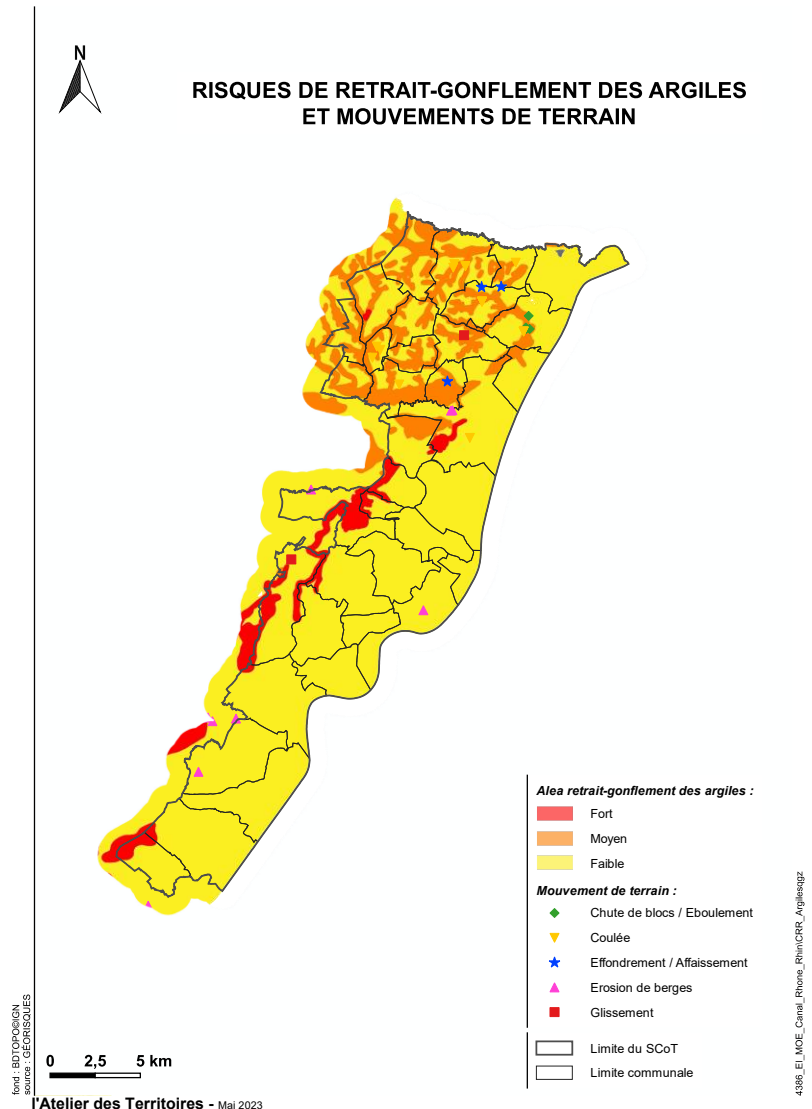 N
RISQUES DE RETRAIT-GONFLEMENT DES ARGILES
ET MOUVEMENTS DE TERRAIN
Alea retrait-gonflement des argiles :
Fort
Moyen
Faible
Mouvement de terrain :
Chute de blocs / Eboulement
Coulée
Effondrement / Affaissement
Erosion de berges
Glissement
Limite du SCoT
Limite communale
0 2,5 5 km
fond : BDTOPO©IGN
source : GÉORISQUES
l'Atelier des Territoires - Mai 2023
4386_EI_MOE_Canal_Rhone_Rhin\CRR_Argilesqgz